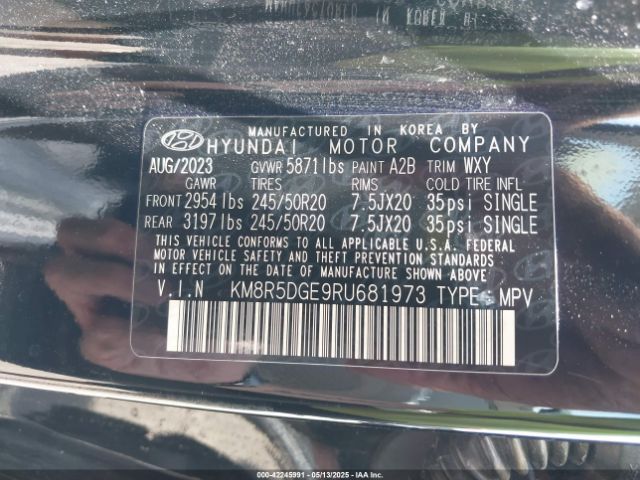 MANUFACTURED IN KOREA BY
HYUNDAI MOTOR COMPANY
AUG/2023 GVWR 5871lbs PAINT A2B TRIM WXY
GAWR TIRES RIMS COLD TIRE INFL
FRONT 2954lbs 245/50R20 7.5JX20 35psi SINGLE
REAR 3197lbs 245/50R20 7.5JX20 35psi SINGLE
THIS VEHICLE CONFORMS TO ALL APPLICABLE U.S.A. FEDERAL
MOTOR VEHICLE SAFETY AND THEFT PREVENTION STANDARDS
IN EFFECT ON THE DATE OF MANUFACTURE SHOWN ABOVE.
V.I.N KM8R5DGE9RU681973 TYPE: MPV
000-42245991 - 05/13/2025 - IAA Inc.